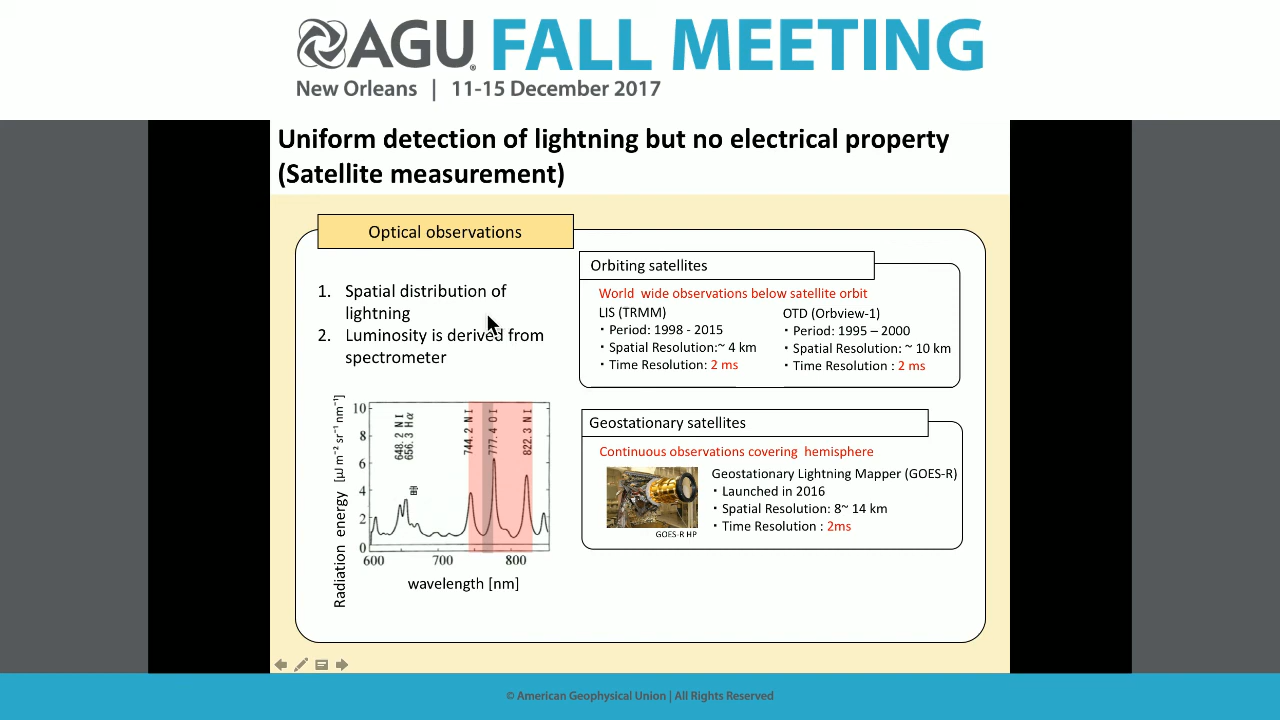 AGU FALL MEETING
New Orleans | 11-15 December 2017
Uniform detection of lightning but no electrical property
(Satellite measurement)
Optical observations
1. Spatial distribution of
lightning
2. Luminosity is derived from
spectrometer
Radiation energy [μJ m⁻² sr⁻¹ nm⁻¹]
10
8
6
4
2
0
648.2 N I
656.3 Hα
744.2 N I
777.4 O I
822.3 N I
600
700
800
wavelength [nm]
Orbiting satellites
World wide observations below satellite orbit
LIS (TRMM)
・Period: 1998 - 2015
・Spatial Resolution:~ 4 km
・Time Resolution: 2 ms
OTD (Orbview-1)
・Period: 1995 – 2000
・Spatial Resolution: ~ 10 km
・Time Resolution : 2 ms
Geostationary satellites
Continuous observations covering hemisphere
Geostationary Lightning Mapper (GOES-R)
・Launched in 2016
・Spatial Resolution: 8~ 14 km
・Time Resolution : 2ms
GOES-R HP
© American Geophysical Union | All Rights Reserved